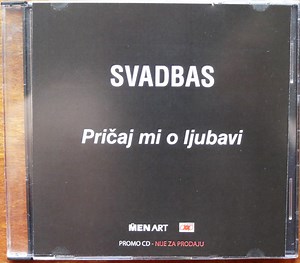 SVADBAS
Pričaj mi o ljubavi
MENART
PROMO CD - NIJE ZA PRODAJU